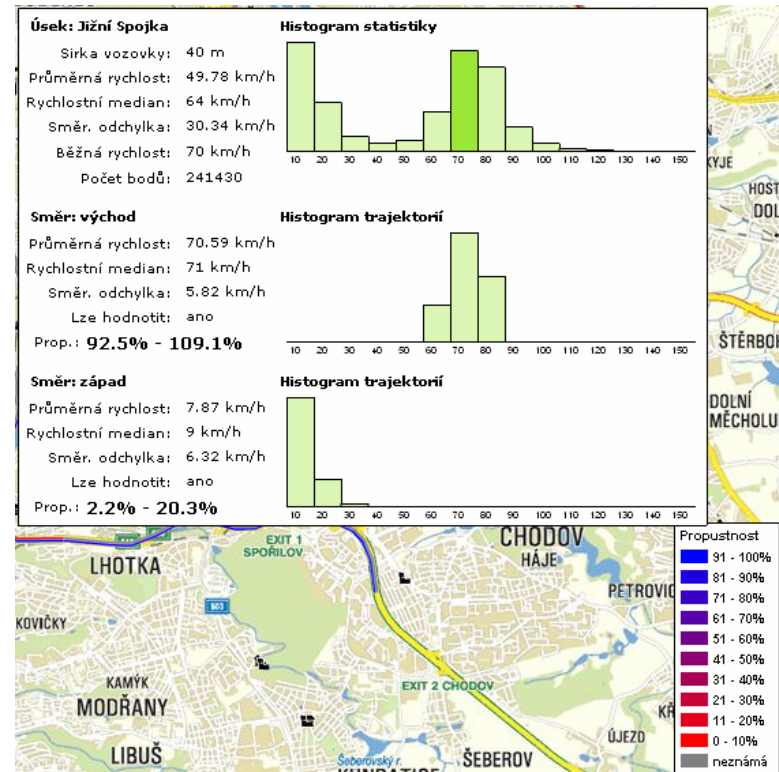 Úsek: Jižní Spojka
Histogram statistiky
Sirka vozovky: 40 m
Průměrná rychlost: 49.78 km/h
Rychlostní median: 64 km/h
Směr. odchylka: 30.34 km/h
Běžná rychlost: 70 km/h
Počet bodů: 241430
10 20 30 40 50 60 70 80 90 100 110 120 130 140 150
Směr: východ
Histogram trajektorií
Průměrná rychlost: 70.59 km/h
Rychlostní median: 71 km/h
Směr. odchylka: 5.82 km/h
Lze hodnotit: ano
Prop.: 92.5% - 109.1%
10 20 30 40 50 60 70 80 90 100 110 120 130 140 150
Směr: západ
Histogram trajektorií
Průměrná rychlost: 7.87 km/h
Rychlostní median: 9 km/h
Směr. odchylka: 6.32 km/h
Lze hodnotit: ano
Prop.: 2.2% - 20.3%
10 20 30 40 50 60 70 80 90 100 110 120 130 140 150
KYJE
HOST
DOL
ŠTĚRBOH
DOLNÍ
MĚCHOLU
EXIT 1
SPOŘILOV
CHODOV
HÁJE
LHOTKA
PETROVIC
603
KOVIČKY
KAMÝK
MODŘANY
EXIT 2 CHODOV
LIBUŠ
Šeberovský r.
ŠEBEROV
KUNRATICE
KŘ
ÚJEZD
Propustnost
91 - 100%
81 - 90%
71 - 80%
61 - 70%
51 - 60%
41 - 50%
31 - 40%
21 - 30%
11 - 20%
0 - 10%
neznámá